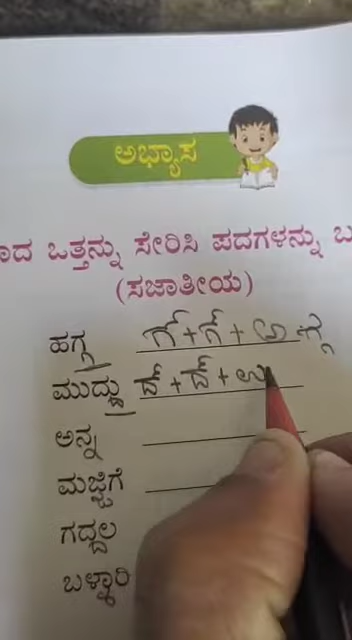 ಅಭ್ಯಾಸ
ಒತ್ತನ್ನು ಸೇರಿಸಿ ಪದಗಳನ್ನು
(ಸಜಾತೀಯ)
ಹಗ್ಗ ಗ್+ಗ್+ಅ ಗ್ಗ
ಮುದ್ದು ದ್+ದ್+ಉ
ಅನ್ನ
ಮಜ್ಜಿಗೆ
ಗದ್ದಲ
ಬಳ್ಳಾರಿ